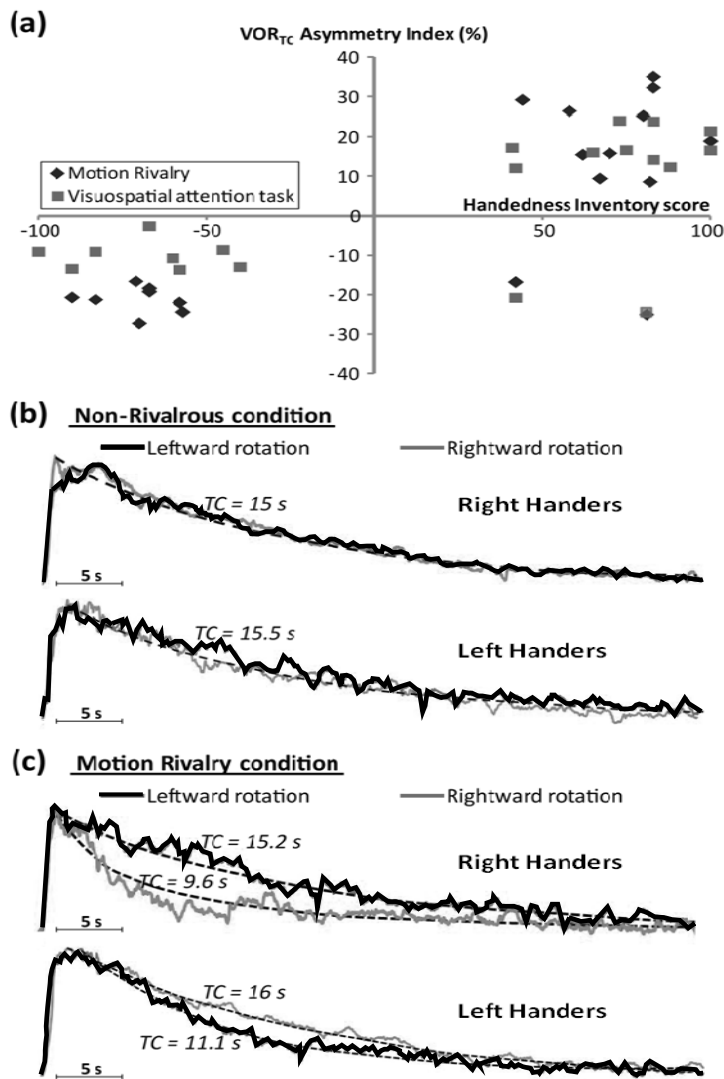 (a)
VOR_TC Asymmetry Index (%)
40
30
20
10
0
-10
-20
-30
-40
Motion Rivalry
Visuospatial attention task
Handedness Inventory score
-100
-50
50
100
(b) Non-Rivalrous condition
Leftward rotation Rightward rotation
TC = 15 s
Right Handers
5 s
TC = 15.5 s
Left Handers
5 s
(c) Motion Rivalry condition
Leftward rotation Rightward rotation
TC = 15.2 s
Right Handers
TC = 9.6 s
5 s
TC = 16 s
Left Handers
TC = 11.1 s
5 s